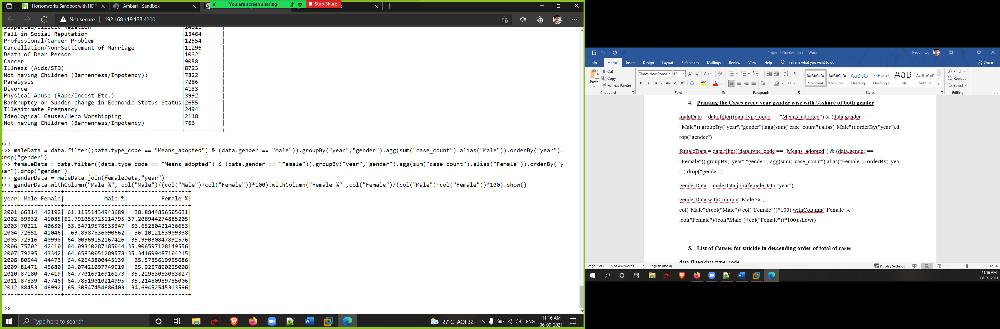 Hortonworks Sandbox with HDP
Ambari - Sandbox
You are screen sharing
Stop Share
Not secure
192.168.119.133:4200
|Suspected/Illicit Relation |14911 |
|Fall in Social Reputation |13464 |
|Professional/Career Problem |12554 |
|Cancellation/Non-Settlement of Marriage |11296 |
|Death of Dear Person |10321 |
|Cancer |9058 |
|Illness (Aids/STD) |8723 |
|Not having Children (Barrenness/Impotency)) |7822 |
|Paralysis |7286 |
|Divorce |4133 |
|Physical Abuse (Rape/Incest Etc.) |3992 |
|Bankruptcy or Sudden change in Economic Status Status|2655 |
|Illegitimate Pregnancy |2494 |
|Ideological Causes/Hero Worshipping |2118 |
|Not having Children (Barrenness/Impotency) |766 |
+-----------------------------------------------------+-----------+
>>>
>>> maleData = data.filter((data.type_code == "Means_adopted") & (data.gender == "Male")).groupBy("year","gender").agg(sum("case_count").alias("Male")).orderBy("year").
drop("gender")
>>> femaleData = data.filter((data.type_code == "Means_adopted") & (data.gender == "Female")).groupBy("year","gender").agg(sum("case_count").alias("Female")).orderBy("y
ear").drop("gender")
>>> genderData = maleData.join(femaleData,"year")
>>> genderData.withColumn("Male %", col("Male")/(col("Male")+col("Female"))*100).withColumn("Female %" ,col("Female")/(col("Male")+col("Female"))*100).show()
+----+-----+------+------------------+------------------+
|year| Male|Female| Male %| Female %|
+----+-----+------+------------------+------------------+
|2001|66314| 42192| 61.11551434943689| 38.8844856505631|
|2002|69332| 41085|62.791055725114795|37.208944274885205|
|2003|70221| 40630| 63.34719578533347| 36.65280421466653|
|2004|72651| 41046| 63.8987836090662| 36.1012163909338|
|2005|72916| 40998| 64.00969152167426| 35.99030847832576|
|2006|75702| 42410| 64.09340287185044|35.906597128149556|
|2007|79295| 43342| 64.65830051289578|35.341699487104215|
|2008|80544| 44473| 64.42643800443139| 35.5735619955686|
|2009|81471| 45680| 64.07421097749919| 35.9257890225008|
|2010|87180| 47419| 64.77016916916173| 35.22983083083827|
|2011|87839| 47746| 64.78519010214995| 35.21480989785006|
|2012|88453| 46992| 65.30547454686403| 34.69452545313596|
+----+-----+------+------------------+------------------+
>>>
Type here to search
27°C AQI 32
ENG
11:16 AM
06-09-2021
Project 2 Queries.docx - Word
Redon Roy
File Home Insert Design Layout References Mailings Review View Help Tell me what you want to do Share
Paste
Cut
Copy
Format Painter
Clipboard
Times New Roma 12
Font
Paragraph
AaBbCcDc AaBbCcDc AaBbC( AaBbCcE AaB AaBbCcC
¶ Normal ¶ No Spac... Heading 1 Heading 2 Title Subtitle
Styles
Find
Replace
Select
Editing
4. Printing the Cases every year gender wise with %share of both gender
maleData = data.filter((data.type_code == "Means_adopted") & (data.gender ==
"Male")).groupBy("year","gender").agg(sum("case_count").alias("Male")).orderBy("year").d
rop("gender")
femaleData = data.filter((data.type_code == "Means_adopted") & (data.gender ==
"Female")).groupBy("year","gender").agg(sum("case_count").alias("Female")).orderBy("yea
r").drop("gender")
genderData = maleData.join(femaleData,"year")
genderData.withColumn("Male %",
col("Male")/(col("Male")+col("Female"))*100).withColumn("Female %"
,col("Female")/(col("Male")+col("Female"))*100).show()
5. List of Causes for suicide in descending order of total of cases
data.filter(data.type_code ==
Page 2 of 6 5 of 487 words English (India)
Display Settings
121%
11:16 AM
06-09-2021